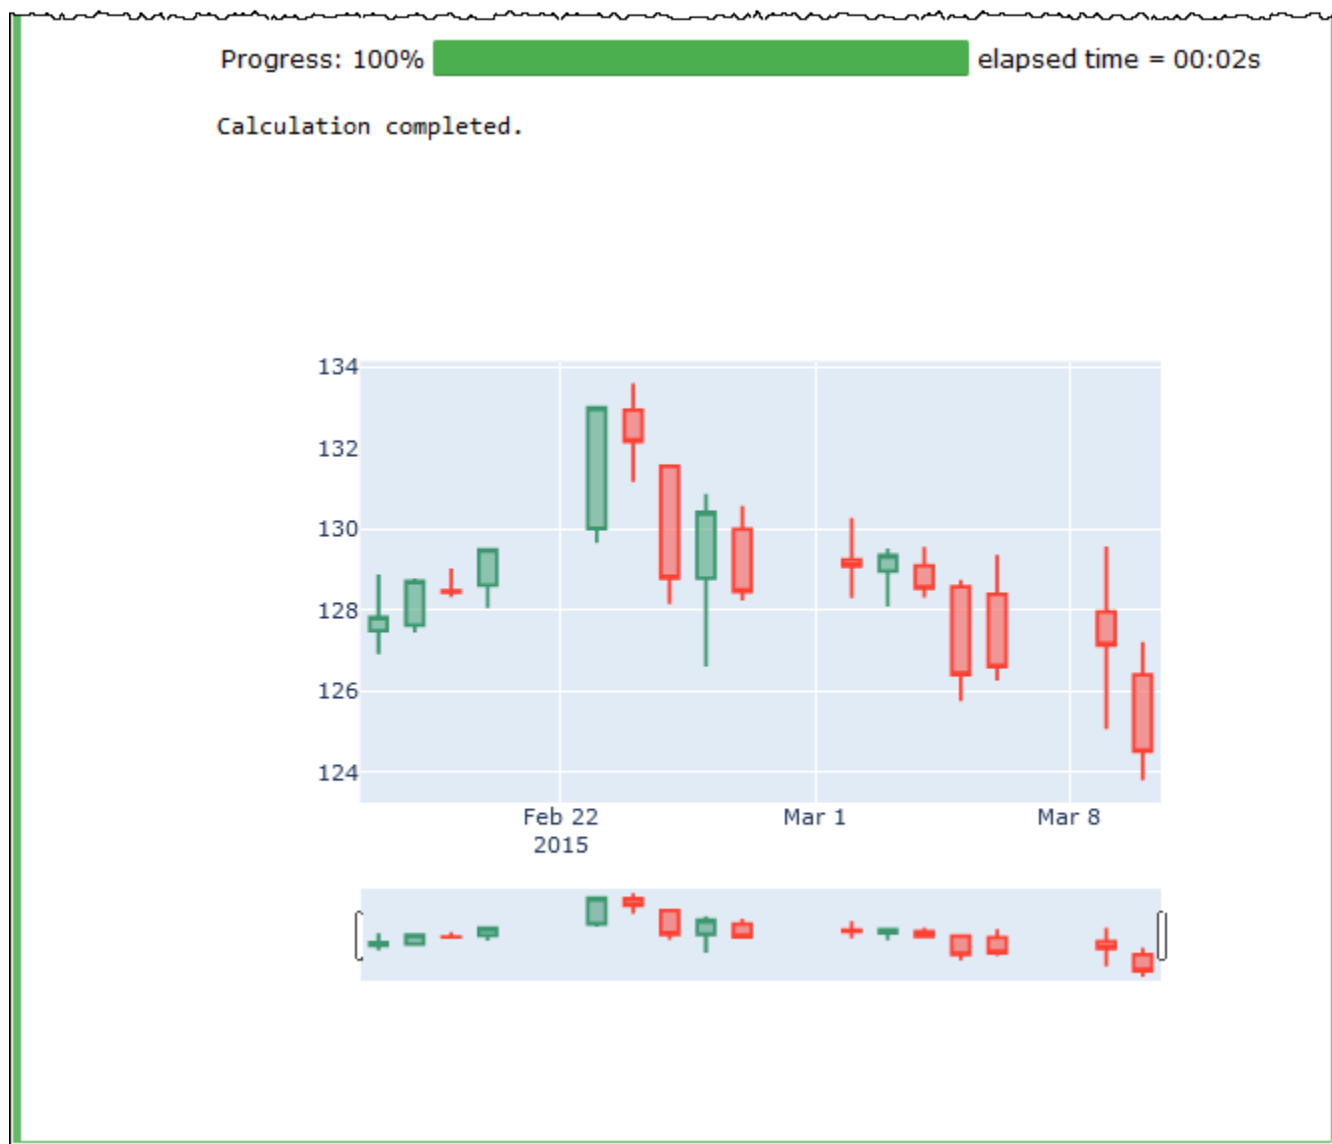 Progress: 100% elapsed time = 00:02s
Calculation completed.
134
132
130
128
126
124
Feb 22 Mar 1 Mar 8
2015